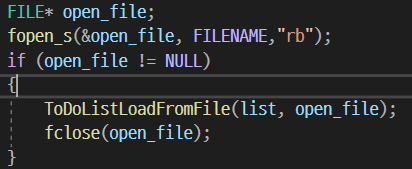 FILE* open_file;
fopen_s(&open_file, FILENAME,"rb");
if (open_file != NULL)
{
    ToDoListLoadFromFile(list, open_file);
    fclose(open_file);
}